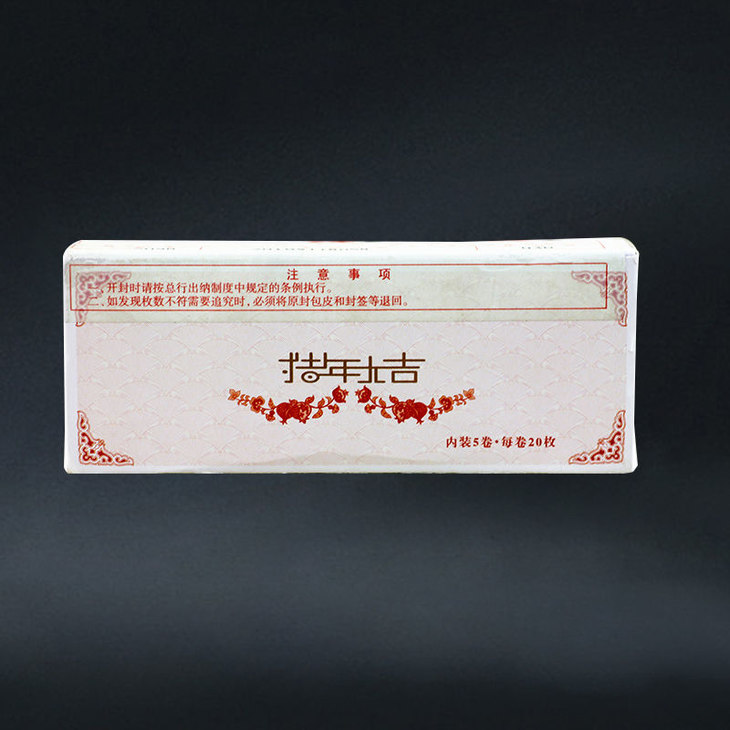 注意事项
一、开封时请按总行出纳制度中规定的条例执行。
二、如发现枚数不符需要追究时，必须将原封包皮和封签等退回。
猪年大吉
内装5卷·每卷20枚